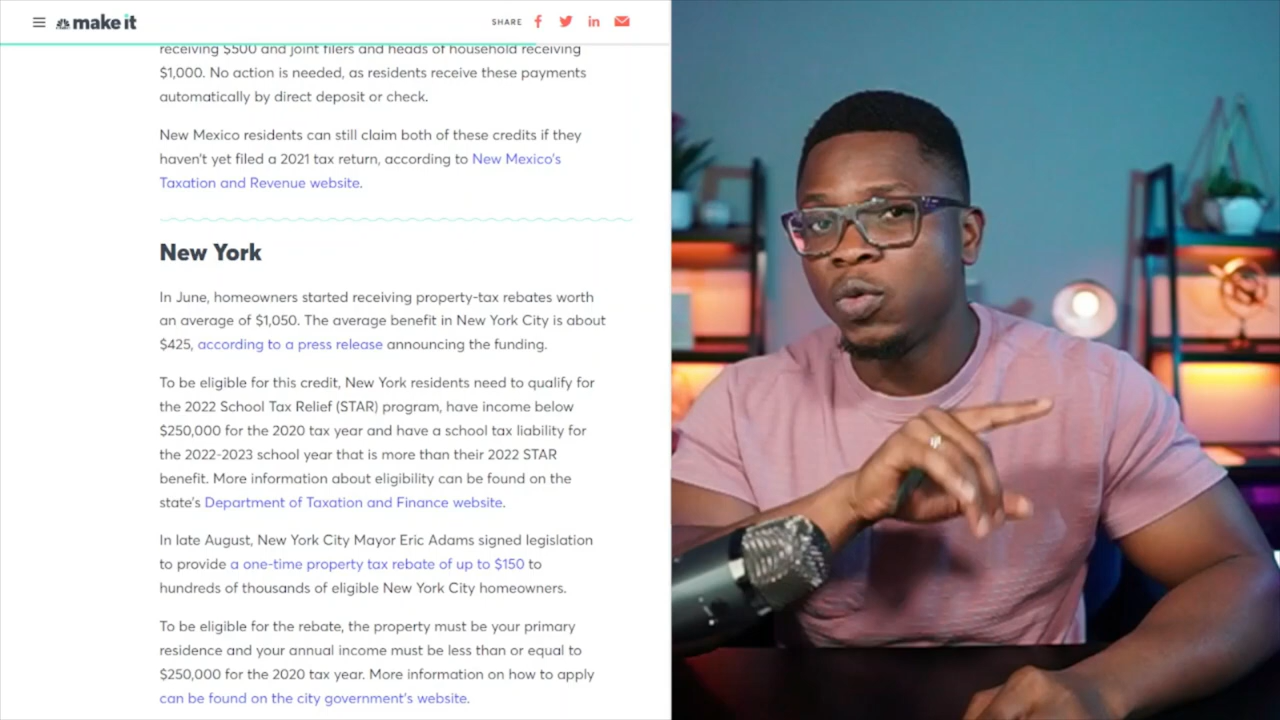 make it
SHARE
receiving $500 and joint filers and heads of household receiving
$1,000. No action is needed, as residents receive these payments
automatically by direct deposit or check.
New Mexico residents can still claim both of these credits if they
haven't yet filed a 2021 tax return, according to New Mexico's
Taxation and Revenue website.
New York
In June, homeowners started receiving property-tax rebates worth
an average of $1,050. The average benefit in New York City is about
$425, according to a press release announcing the funding.
To be eligible for this credit, New York residents need to qualify for
the 2022 School Tax Relief (STAR) program, have income below
$250,000 for the 2020 tax year and have a school tax liability for
the 2022-2023 school year that is more than their 2022 STAR
benefit. More information about eligibility can be found on the
state's Department of Taxation and Finance website.
In late August, New York City Mayor Eric Adams signed legislation
to provide a one-time property tax rebate of up to $150 to
hundreds of thousands of eligible New York City homeowners.
To be eligible for the rebate, the property must be your primary
residence and your annual income must be less than or equal to
$250,000 for the 2020 tax year. More information on how to apply
can be found on the city government's website.